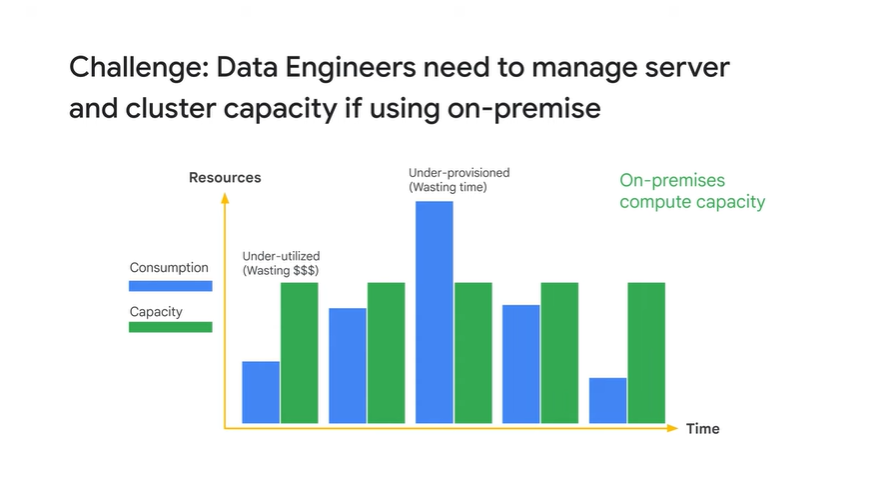 Challenge: Data Engineers need to manage server
and cluster capacity if using on-premise
Resources
Under-provisioned
(Wasting time)
On-premises
compute capacity
Under-utilized
(Wasting $$$)
Consumption
Capacity
Time